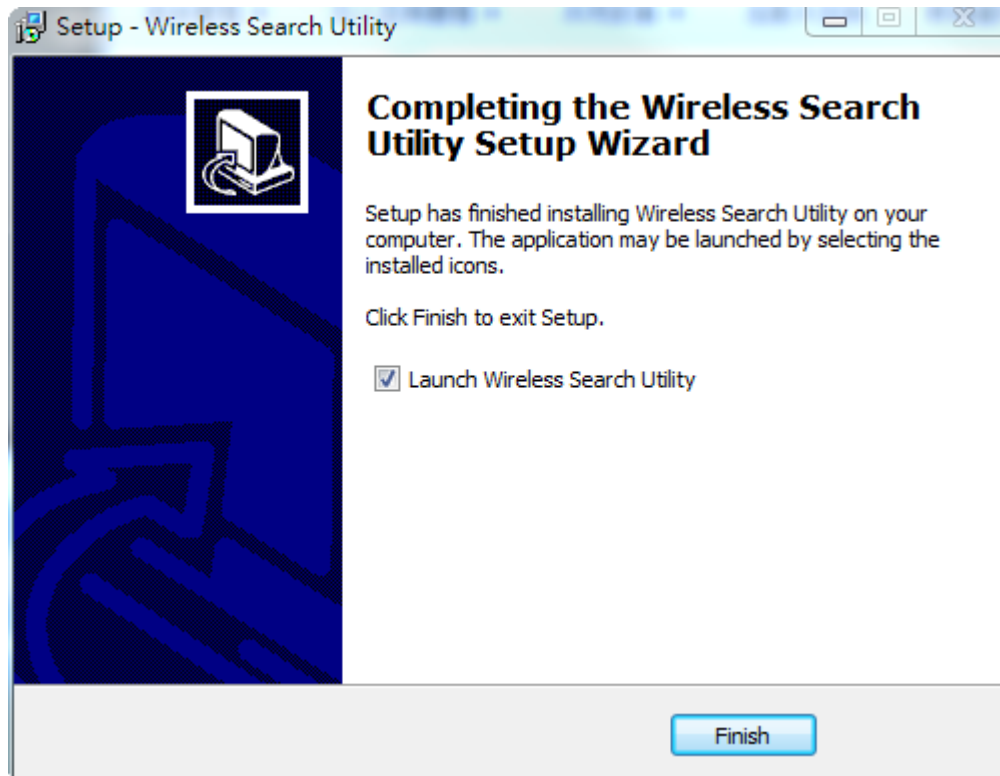 Setup - Wireless Search Utility
Completing the Wireless Search
Utility Setup Wizard
Setup has finished installing Wireless Search Utility on your
computer. The application may be launched by selecting the
installed icons.
Click Finish to exit Setup.
Launch Wireless Search Utility
Finish